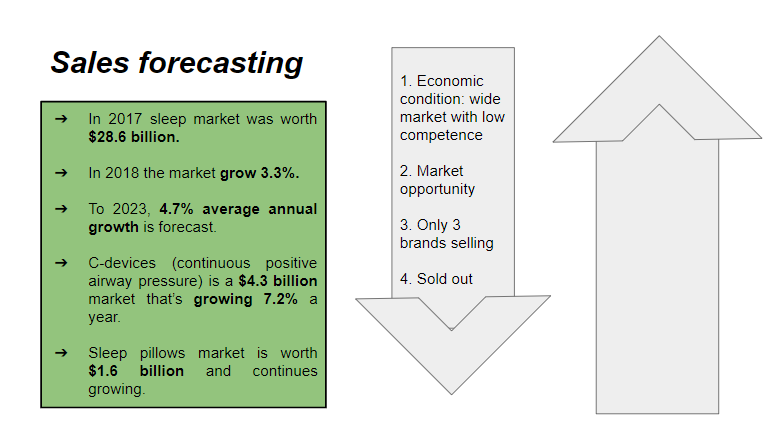 Sales forecasting
➔ In 2017 sleep market was worth
$28.6 billion.
➔ In 2018 the market grow 3.3%.
➔ To 2023, 4.7% average annual
growth is forecast.
➔ C-devices (continuous positive
airway pressure) is a $4.3 billion
market that's growing 7.2% a
year.
➔ Sleep pillows market is worth
$1.6 billion and continues
growing.
1. Economic
condition: wide
market with low
competence
2. Market
opportunity
3. Only 3
brands selling
4. Sold out